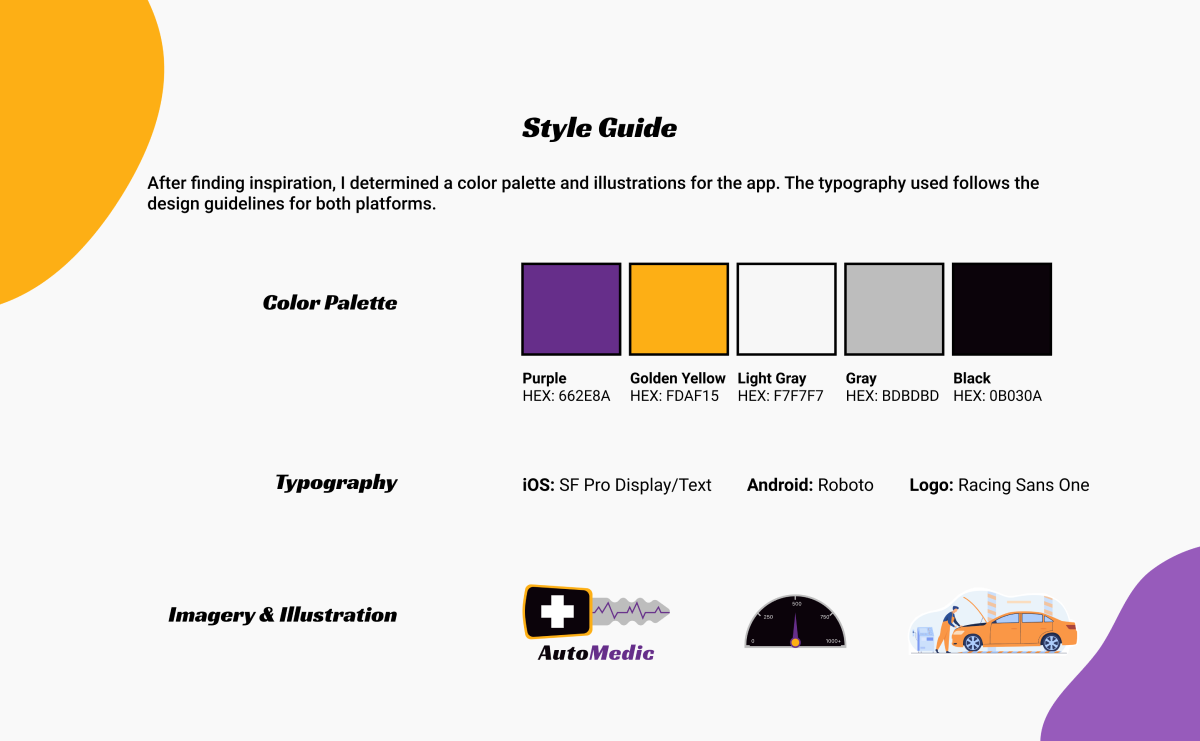 Style Guide
After finding inspiration, I determined a color palette and illustrations for the app. The typography used follows the
design guidelines for both platforms.
Color Palette
Purple
HEX: 662E8A
Golden Yellow
HEX: FDAF15
Light Gray
HEX: F7F7F7
Gray
HEX: BDBDBD
Black
HEX: 0B030A
Typography
iOS: SF Pro Display/Text
Android: Roboto
Logo: Racing Sans One
Imagery & Illustration
AutoMedic
0
250
500
750
1000+